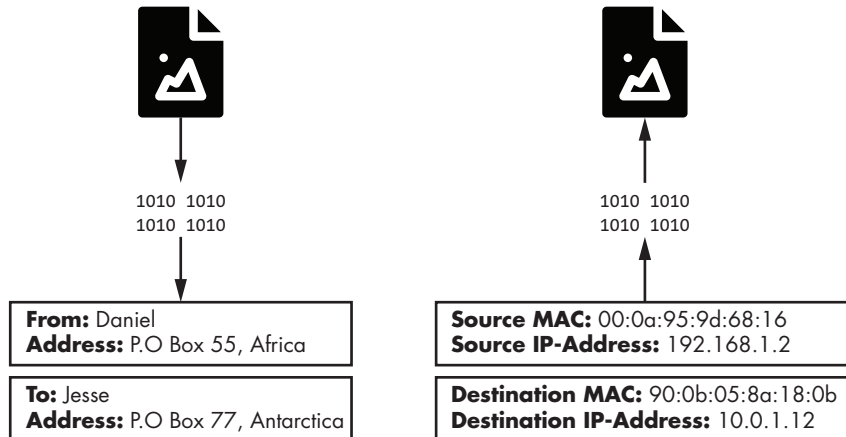 1010 1010
1010 1010
From: Daniel
Address: P.O Box 55, Africa
To: Jesse
Address: P.O Box 77, Antarctica
1010 1010
1010 1010
Source MAC: 00:0a:95:9d:68:16
Source IP-Address: 192.168.1.2
Destination MAC: 90:0b:05:8a:18:0b
Destination IP-Address: 10.0.1.12